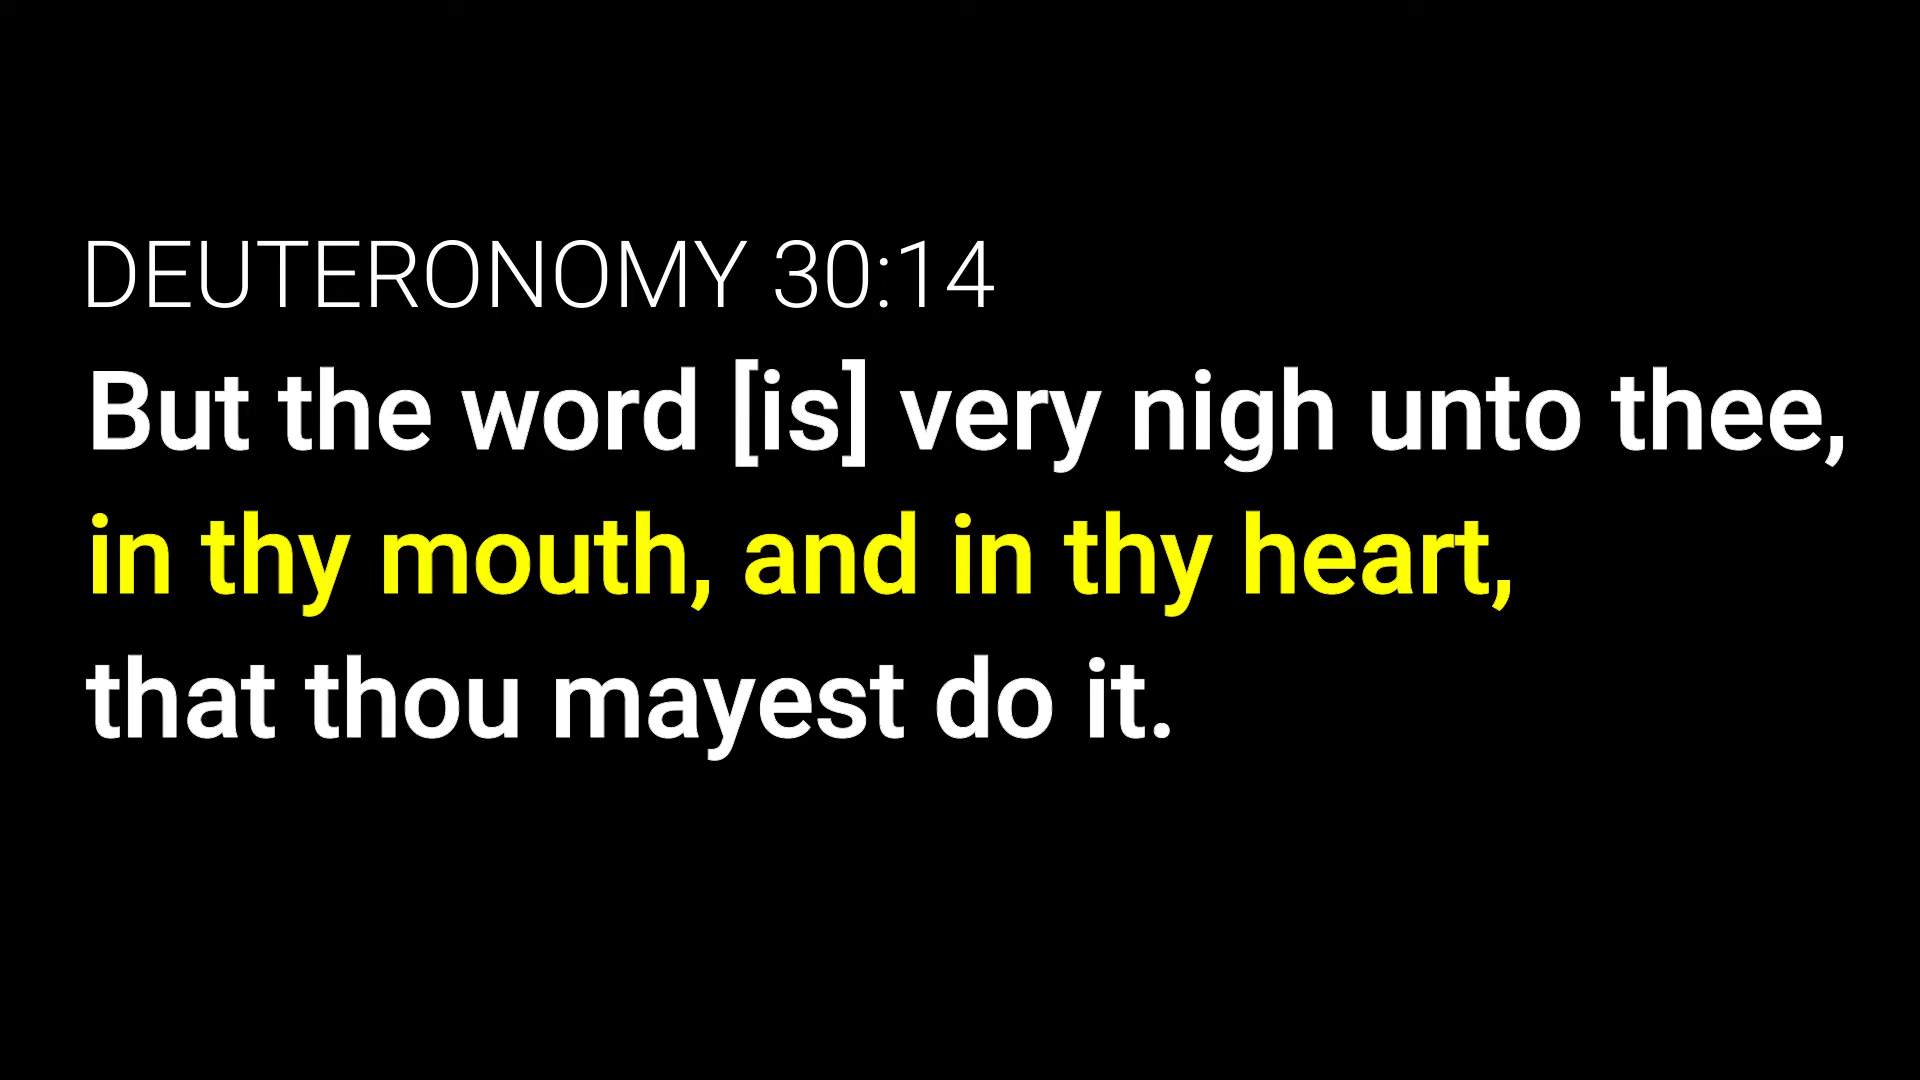 DEUTERONOMY 30:14
But the word [is] very nigh unto thee,
in thy mouth, and in thy heart,
that thou mayest do it.